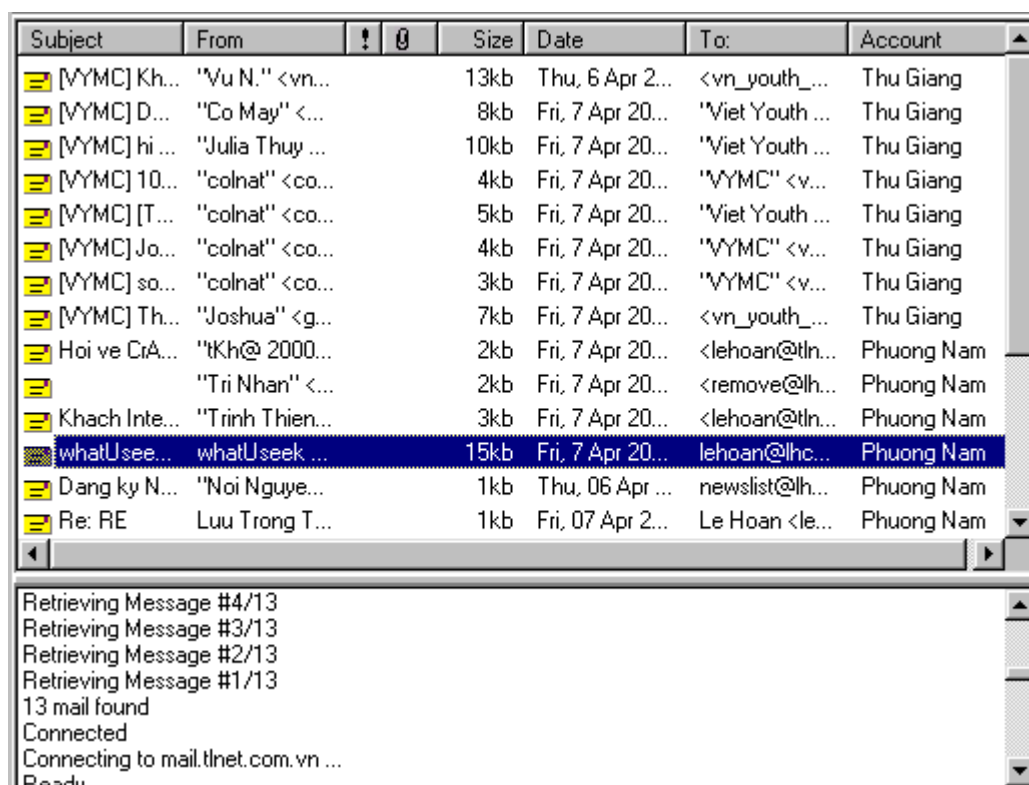 Subject From ! Size Date To: Account
[VYMC] Kh... "Vu N." <vn... 13kb Thu, 6 Apr 2... <vn_youth_... Thu Giang
[VYMC] D... "Co May" <... 8kb Fri, 7 Apr 20... "Viet Youth ... Thu Giang
[VYMC] hi ... "Julia Thuy ... 10kb Fri, 7 Apr 20... "Viet Youth ... Thu Giang
[VYMC] 10... "colnat" <co... 4kb Fri, 7 Apr 20... "VYMC" <v... Thu Giang
[VYMC] [T... "colnat" <co... 5kb Fri, 7 Apr 20... "Viet Youth ... Thu Giang
[VYMC] Jo... "colnat" <co... 4kb Fri, 7 Apr 20... "VYMC" <v... Thu Giang
[VYMC] so... "colnat" <co... 3kb Fri, 7 Apr 20... "VYMC" <v... Thu Giang
[VYMC] Th... "Joshua" <g... 7kb Fri, 7 Apr 20... <vn_youth_... Thu Giang
Hoi ve CrA... "tKh@ 2000... 2kb Fri, 7 Apr 20... <lehoan@tln... Phuong Nam
"Tri Nhan" <... 2kb Fri, 7 Apr 20... <remove@lh... Phuong Nam
Khach Inte... "Trinh Thien... 3kb Fri, 7 Apr 20... <lehoan@tln... Phuong Nam
whatUsee... whatUseek ... 15kb Fri, 7 Apr 20... lehoan@lhc... Phuong Nam
Dang ky N... "Noi Nguye... 1kb Thu, 06 Apr ... newslist@lh... Phuong Nam
Re: RE Luu Trong T... 1kb Fri, 07 Apr 2... Le Hoan <le... Phuong Nam
Retrieving Message #4/13
Retrieving Message #3/13
Retrieving Message #2/13
Retrieving Message #1/13
13 mail found
Connected
Connecting to mail.tlnet.com.vn ...
Ready